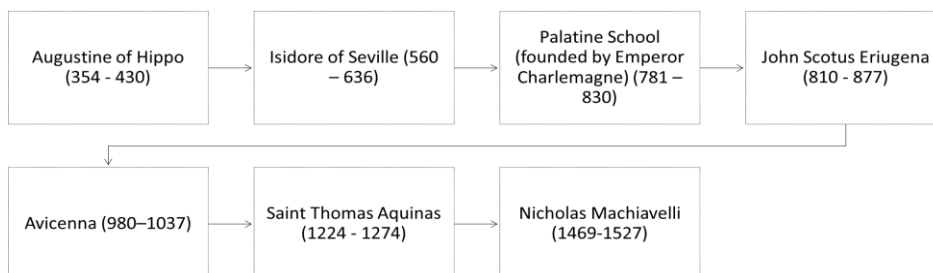 Augustine of Hippo
(354 - 430)
Isidore of Seville (560
– 636)
Palatine School
(founded by Emperor
Charlemagne) (781 –
830)
John Scotus Eriugena
(810 - 877)
Avicenna (980–1037)
Saint Thomas Aquinas
(1224 - 1274)
Nicholas Machiavelli
(1469-1527)